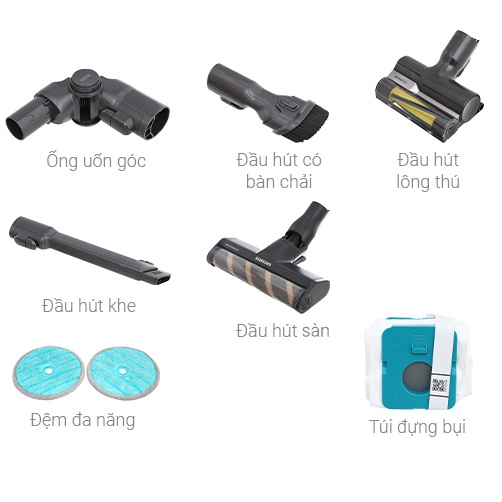 Ống uốn góc
Đầu hút có
bàn chải
Đầu hút
lông thú
SAMSUNG
Đầu hút khe
Đầu hút sàn
Đệm đa năng
Túi đựng bụi